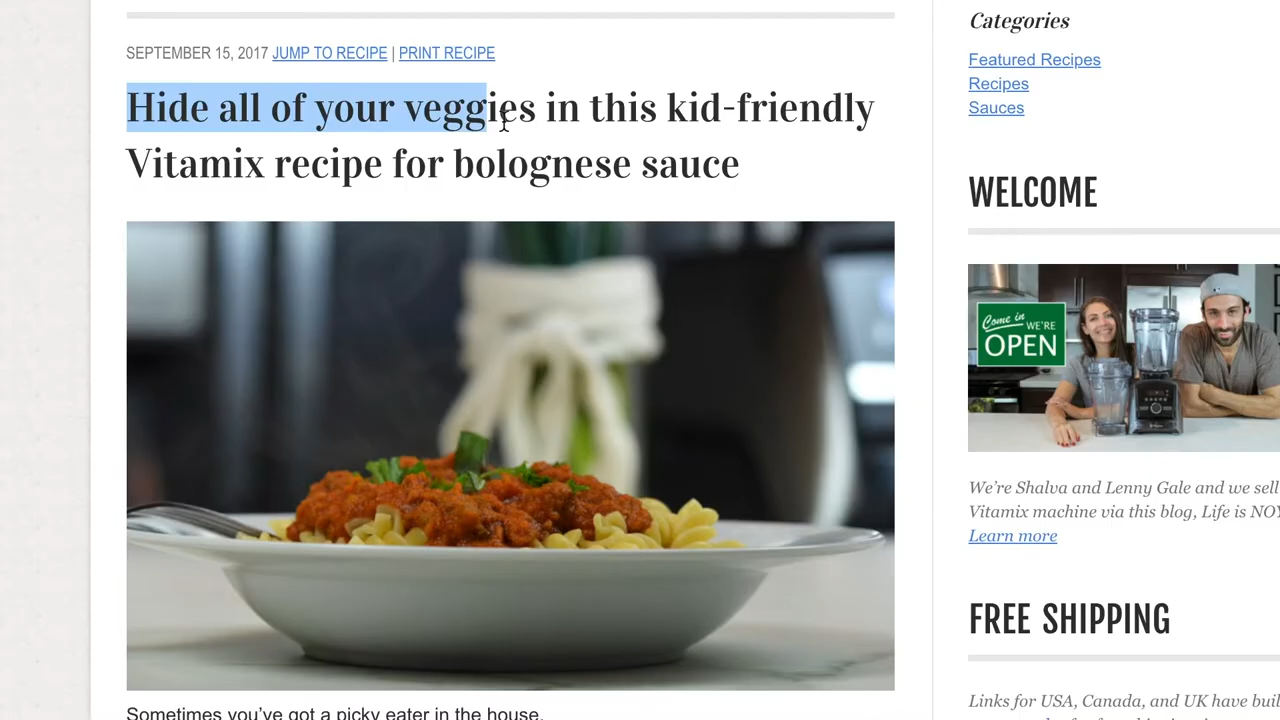 SEPTEMBER 15, 2017 JUMP TO RECIPE | PRINT RECIPE
Hide all of your veggies in this kid-friendly
Vitamix recipe for bolognese sauce
Sometimes you've got a picky eater in the house.
Categories
Featured Recipes
Recipes
Sauces
WELCOME
Come in
WE'RE
OPEN
We're Shalva and Lenny Gale and we sell
Vitamix machine via this blog, Life is NOY
Learn more
FREE SHIPPING
Links for USA, Canada, and UK have buil